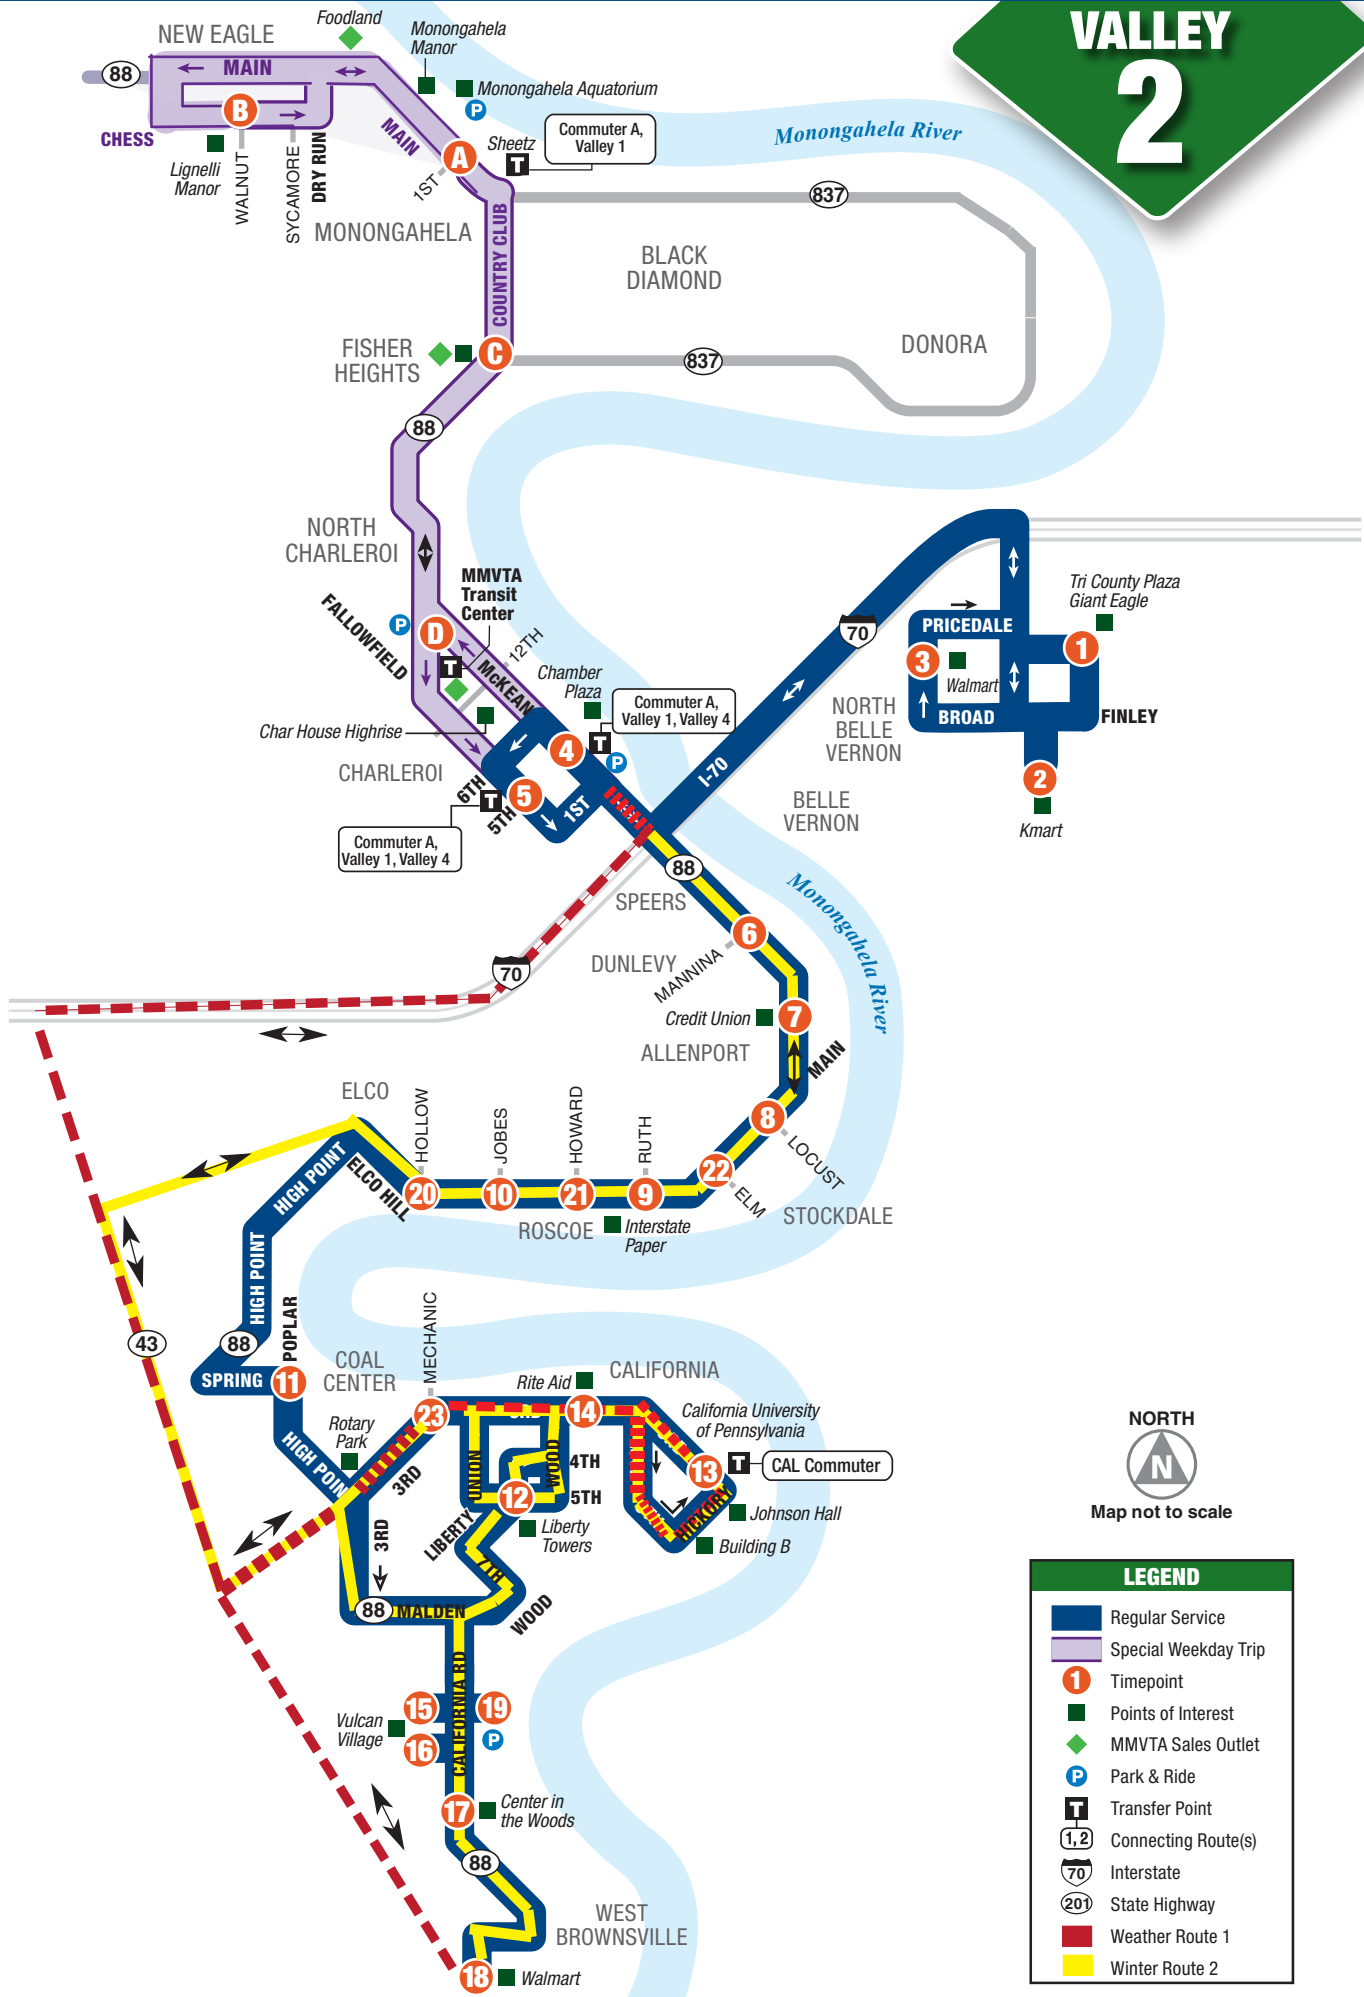 VALLEY
2
NEW EAGLE
Foodland
Monongahela
Manor
Monongahela Aquatorium
P
88
MAIN
B
CHESS
Lignelli
Manor
WALNUT
SYCAMORE
DRY RUN
MAIN
A
1ST
Sheetz
T
Commuter A,
Valley 1
Monongahela River
MONONGAHELA
COUNTRY CLUB
837
BLACK
DIAMOND
DONORA
FISHER
HEIGHTS
C
837
88
NORTH
CHARLEROI
MMVTA
Transit
Center
FALLOWFIELD
P
D
T
McKEAN
12TH
Chamber
Plaza
Commuter A,
Valley 1, Valley 4
T
P
Char House Highrise
CHARLEROI
4
5
6TH
5TH
1ST
T
Commuter A,
Valley 1, Valley 4
70
I-70
Tri County Plaza
Giant Eagle
PRICEDALE
1
3
Walmart
BROAD
FINLEY
NORTH
BELLE
VERNON
2
Kmart
BELLE
VERNON
88
SPEERS
Monongahela River
6
DUNLEVY
MANNINA
70
Credit Union
7
ALLENPORT
MAIN
8
LOCUST
ELCO
HOLLOW
JOBES
HOWARD
RUTH
22
ELM
STOCKDALE
HIGH POINT
ELCO HILL
20
10
21
9
ROSCOE
Interstate
Paper
HIGH POINT
43
88
POPLAR
SPRING
11
COAL
CENTER
MECHANIC
CALIFORNIA
Rite Aid
14
23
Rotary
Park
HIGH POIN
3RD
UNION
WOOD
4TH
12
5TH
California University
of Pennsylvania
13
T
CAL Commuter
HICKORY
Johnson Hall
Building B
LIBERTY
Liberty
Towers
3RD
7TH
88
MALDEN
WOOD
CALIFORNIA RD
15
19
Vulcan
Village
16
P
17
Center in
the Woods
88
WEST
BROWNSVILLE
18
Walmart
NORTH
N
Map not to scale
LEGEND
Regular Service
Special Weekday Trip
1
Timepoint
Points of Interest
MMVTA Sales Outlet
P
Park & Ride
T
Transfer Point
1, 2
Connecting Route(s)
70
Interstate
201
State Highway
Weather Route 1
Winter Route 2